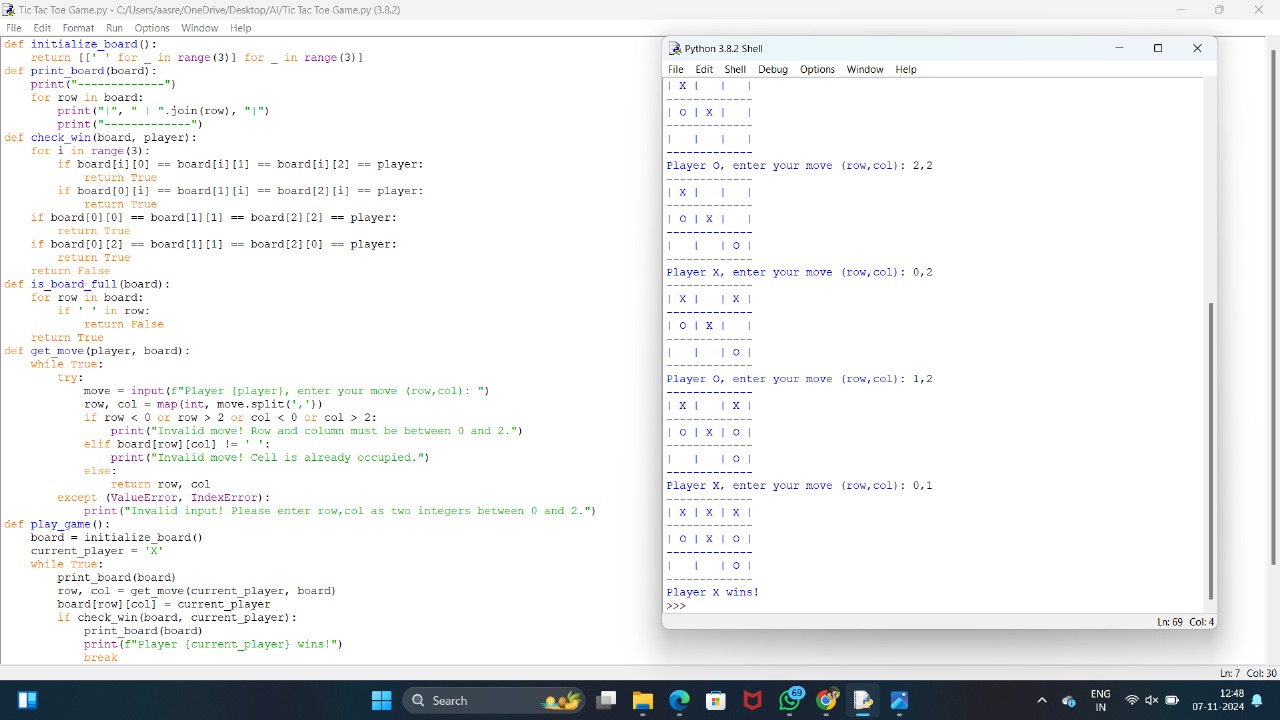 Tic Tac Toe Game.py - C:/Users/aasre/OneDrive/Desktop/AI/Tic Tac Toe Game.py (3.8.2)
File Edit Format Run Options Window Help
def initialize_board():
    return [[' ' for _ in range(3)] for _ in range(3)]
def print_board(board):
    print("-------------")
    for row in board:
        print("|", " | ".join(row), "|")
        print("-------------")
def check_win(board, player):
    for i in range(3):
        if board[i][0] == board[i][1] == board[i][2] == player:
            return True
        if board[0][i] == board[1][i] == board[2][i] == player:
            return True
    if board[0][0] == board[1][1] == board[2][2] == player:
        return True
    if board[0][2] == board[1][1] == board[2][0] == player:
        return True
    return False
def is_board_full(board):
    for row in board:
        if ' ' in row:
            return False
    return True
def get_move(player, board):
    while True:
        try:
            move = input(f"Player {player}, enter your move (row,col): ")
            row, col = map(int, move.split(','))
            if row < 0 or row > 2 or col < 0 or col > 2:
                print("Invalid move! Row and column must be between 0 and 2.")
            elif board[row][col] != ' ':
                print("Invalid move! Cell is already occupied.")
            else:
                return row, col
        except (ValueError, IndexError):
            print("Invalid input! Please enter row,col as two integers between 0 and 2.")
def play_game():
    board = initialize_board()
    current_player = 'X'
    while True:
        print_board(board)
        row, col = get_move(current_player, board)
        board[row][col] = current_player
        if check_win(board, current_player):
            print_board(board)
            print(f"Player {current_player} wins!")
            break
Ln: 7 Col: 30
Python 3.8.2 Shell
File Edit Shell Debug Options Window Help
| X |   |   |
-------------
| O | X |   |
-------------
|   |   |   |
-------------
Player O, enter your move (row,col): 2,2
-------------
| X |   |   |
-------------
| O | X |   |
-------------
|   |   | O |
-------------
Player X, enter your move (row,col): 0,2
-------------
| X |   | X |
-------------
| O | X |   |
-------------
|   |   | O |
-------------
Player O, enter your move (row,col): 1,2
-------------
| X |   | X |
-------------
| O | X | O |
-------------
|   |   | O |
-------------
Player X, enter your move (row,col): 0,1
-------------
| X | X | X |
-------------
| O | X | O |
-------------
|   |   | O |
-------------
Player X wins!
>>>
Ln: 69 Col: 4
Search
69
ENG
IN
12:48
07-11-2024